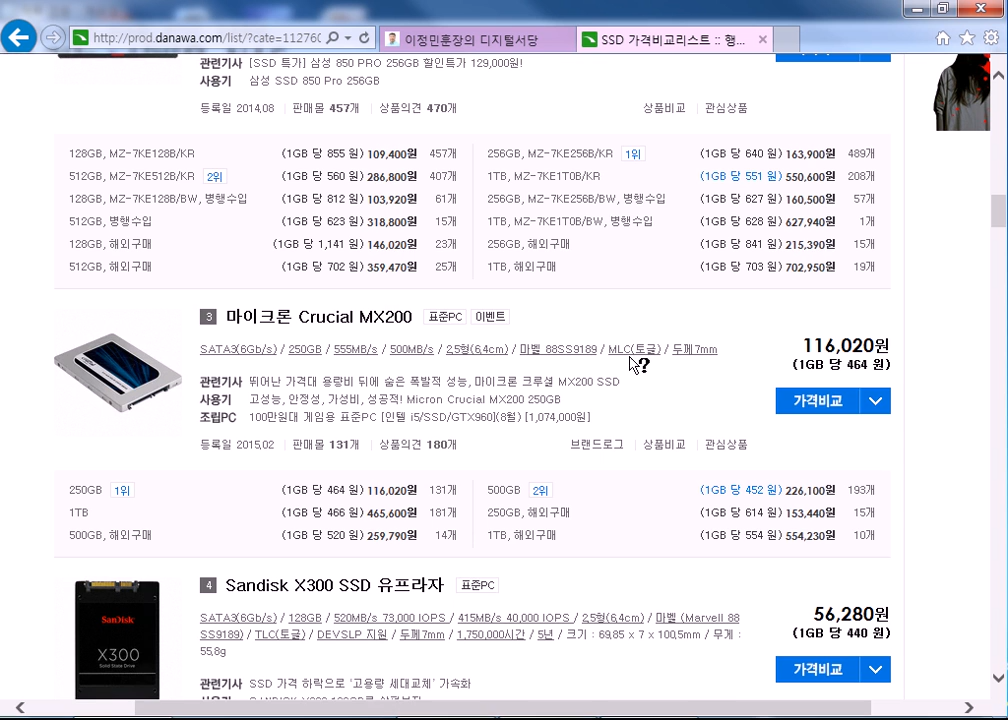 http://prod.danawa.com/list/?cate=112760
이정민훈장의 디지털서당
SSD 가격비교리스트 :: 행...
관련기사 [SSD 특가] 삼성 850 PRO 256GB 할인특가 129,000원!
사용기 삼성 SSD 850 Pro 256GB
등록일 2014.08 판매몰 457개 상품의견 470개 상품비교 관심상품
128GB, MZ-7KE128B/KR (1GB 당 855 원) 109,400원 457개 256GB, MZ-7KE256B/KR 1위 (1GB 당 640 원) 163,900원 489개
512GB, MZ-7KE512B/KR 2위 (1GB 당 560 원) 286,800원 407개 1TB, MZ-7KE1T0B/KR (1GB 당 551 원) 550,600원 208개
128GB, MZ-7KE128B/BW, 병행수입 (1GB 당 812 원) 103,920원 61개 256GB, MZ-7KE256B/BW, 병행수입 (1GB 당 627 원) 160,500원 57개
512GB, 병행수입 (1GB 당 623 원) 318,800원 15개 1TB, MZ-7KE1T0B/BW, 병행수입 (1GB 당 628 원) 627,940원 1개
128GB, 해외구매 (1GB 당 1,141 원) 146,020원 23개 256GB, 해외구매 (1GB 당 841 원) 215,390원 15개
512GB, 해외구매 (1GB 당 702 원) 359,470원 25개 1TB, 해외구매 (1GB 당 703 원) 702,950원 19개
3 마이크론 Crucial MX200 표준PC 이벤트
SATA3(6Gb/s) / 250GB / 555MB/s / 500MB/s / 2.5형(6.4cm) / 마벨 88SS9189 / MLC(토글) / 두께7mm
116,020원
(1GB 당 464 원)
관련기사 뛰어난 가격대 용량비 뒤에 숨은 폭발적 성능, 마이크론 크루셜 MX200 SSD
사용기 고성능, 안정성, 가성비, 성공적! Micron Crucial MX200 250GB
가격비교
조립PC 100만원대 게임용 표준PC [인텔 i5/SSD/GTX960](8월) [1,074,000원]
등록일 2015.02 판매몰 131개 상품의견 180개 브랜드로그 상품비교 관심상품
250GB 1위 (1GB 당 464 원) 116,020원 131개 500GB 2위 (1GB 당 452 원) 226,100원 193개
1TB (1GB 당 466 원) 465,600원 181개 250GB, 해외구매 (1GB 당 614 원) 153,440원 15개
500GB, 해외구매 (1GB 당 520 원) 259,790원 14개 1TB, 해외구매 (1GB 당 554 원) 554,230원 10개
4 Sandisk X300 SSD 유프라자 표준PC
SATA3(6Gb/s) / 128GB / 520MB/s 73,000 IOPS / 415MB/s 40,000 IOPS / 2.5형(6.4cm) / 마벨 (Marvell 88
SS9189) / TLC(토글) / DEVSLP 지원 / 두께7mm / 1,750,000시간 / 5년 / 크기 : 69.85 x 7 x 100.5mm / 무게 :
55.8g
56,280원
(1GB 당 440 원)
가격비교
SanDisk
X300
Solid State Drive
관련기사 SSD 가격 하락으로 '고용량 세대교체' 가속화